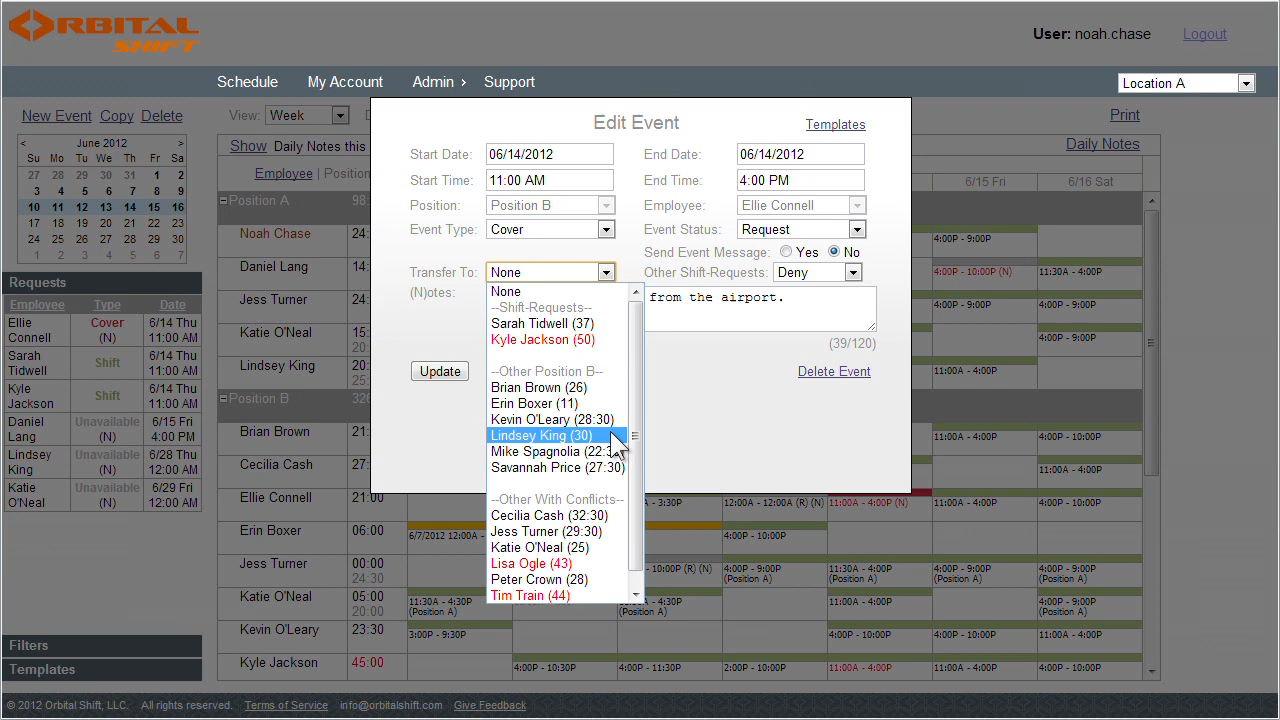 ORBITAL
SHIFT
User: noah.chase
Logout
Schedule
My Account
Admin
Support
Location A
New Event
Copy
Delete
View:
Week
Print
< June 2012 >
Su Mo Tu We Th Fr Sa
27 28 29 30 31 1 2
3 4 5 6 7 8 9
10 11 12 13 14 15 16
17 18 19 20 21 22 23
24 25 26 27 28 29 30
1 2 3 4 5 6 7
Requests
Employee Type Date
Ellie Connell Cover (N) 6/14 Thu 11:00 AM
Sarah Tidwell Shift 6/14 Thu 11:00 AM
Kyle Jackson Shift 6/14 Thu 11:00 AM
Daniel Lang Unavailable (N) 6/15 Fri 4:00 PM
Lindsey King Unavailable (N) 6/28 Thu 12:00 AM
Katie O'Neal Unavailable (N) 6/29 Fri 12:00 AM
Filters
Templates
Show Daily Notes this
Daily Notes
Employee | Position
6/15 Fri
6/16 Sat
Position A
Noah Chase
4:00P - 9:00P
Daniel Lang
4:00P - 10:00P (N)
11:30A - 4:00P
Jess Turner
4:00P - 10:00P
4:00P - 10:00P
Katie O'Neal
4:00P - 9:00P
Lindsey King
11:00A - 4:00P
Position B
Brian Brown
11:00A - 4:00P
4:00P - 10:00P
Cecilia Cash
11:00A - 4:00P
Ellie Connell 21:00
- 3:30P
12:00A - 12:00A (R) (N)
11:00A - 4:00P (N)
4:00P - 9:00P
4:00P - 10:00P
Erin Boxer 06:00
6/7/2012 12:00A -
4:00P - 10:00P
Jess Turner 00:00
24:30
- 10:00P (R) (N)
4:00P - 9:00P (Position A)
11:30A - 4:00P (Position A)
4:00P - 10:00P (Position A)
4:00P - 10:00P (Position A)
Katie O'Neal 05:00
20:00
11:30A - 4:30P (Position A)
11:30A - 4:30P (Position A)
11:00A - 4:00P
4:00P - 9:00P (Position A)
Kevin O'Leary 23:30
3:00P - 9:30P
4:00P - 10:00P
4:00P - 10:00P
11:00A - 4:00P
Kyle Jackson 45:00
4:00P - 10:30P
4:00P - 11:30P
2:00P - 10:00P
11:00A - 4:00P
11:00A - 4:00P
4:00P - 10:00P
Edit Event
Templates
Start Date: 06/14/2012
End Date: 06/14/2012
Start Time: 11:00 AM
End Time: 4:00 PM
Position: Position B
Employee: Ellie Connell
Event Type: Cover
Event Status: Request
Send Event Message: Yes No
Transfer To: None
Other Shift-Requests: Deny
(N)otes:
from the airport.
(39/120)
Update
Delete Event
None
--Shift-Requests--
Sarah Tidwell (37)
Kyle Jackson (50)
--Other Position B--
Brian Brown (26)
Erin Boxer (11)
Kevin O'Leary (28:30)
Lindsey King (30)
Mike Spagnolia
Savannah Price (27:30)
--Other With Conflicts--
Cecilia Cash (32:30)
Jess Turner (29:30)
Katie O'Neal (25)
Lisa Ogle (43)
Peter Crown (28)
Tim Train (44)
© 2012 Orbital Shift, LLC. All rights reserved. Terms of Service info@orbitalshift.com Give Feedback